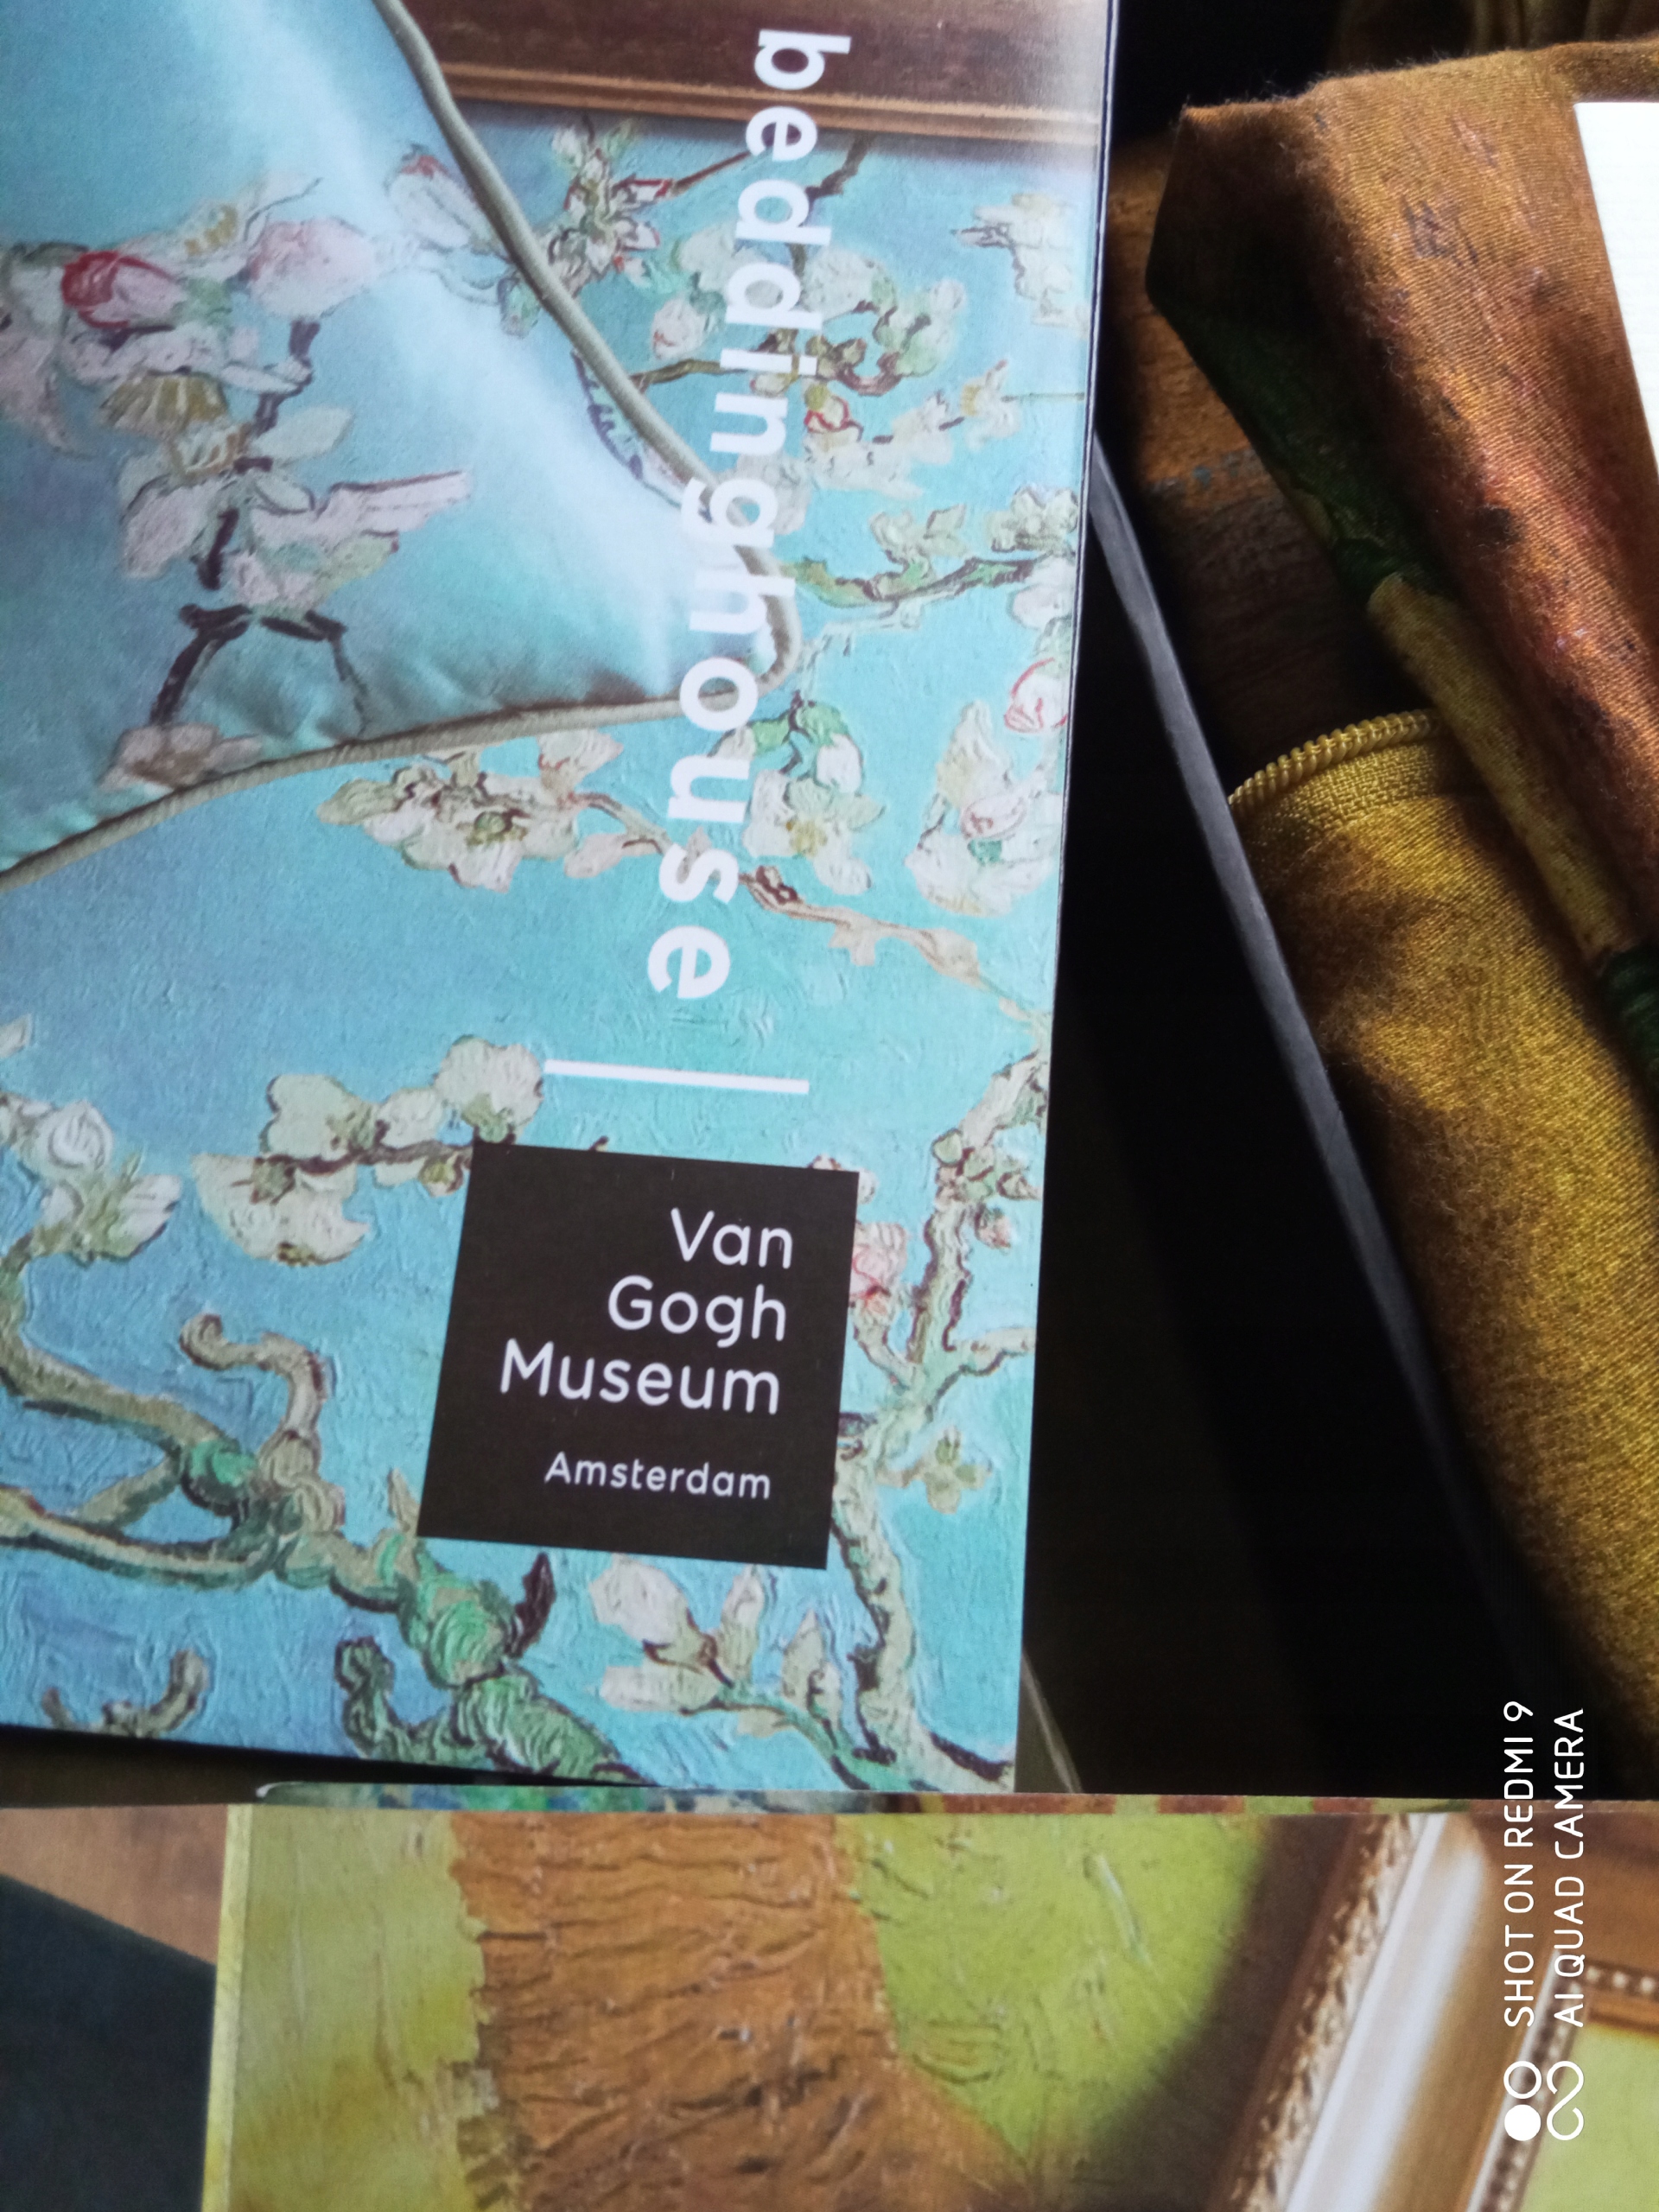 beddinghouse |
Van
Gogh
Museum
Amsterdam
SHOT ON REDMI 9
AI QUAD CAMERA